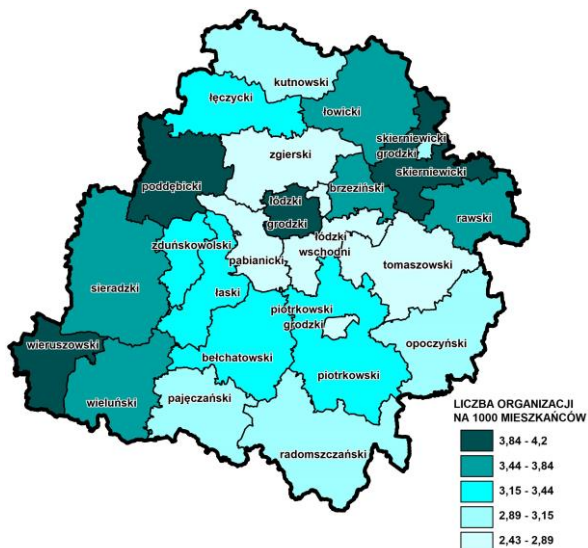 kutnowski
łęczycki
łowicki
skierniewicki
grodzki
zgierski
skierniewicki
poddębicki
brzeziński
łódzki
grodzki
rawski
łódzki
wschodni
zduńskowolski
pabianicki
tomaszowski
sieradzki
łaski
piotrkowski
grodzki
opoczyński
wieruszowski
bełchatowski
piotrkowski
wieluński
pajęczański
radomszczański
LICZBA ORGANIZACJI
NA 1000 MIESZKAŃCÓW
3,84 - 4,2
3,44 - 3,84
3,15 - 3,44
2,89 - 3,15
2,43 - 2,89